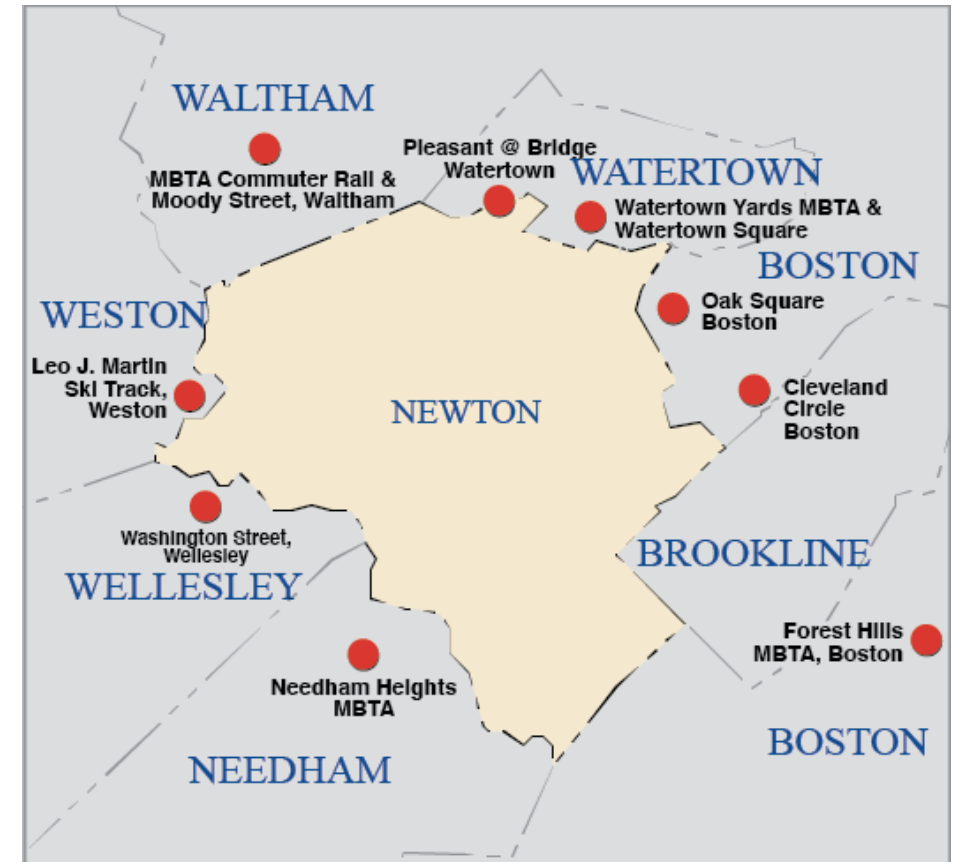 WALTHAM
MBTA Commuter Rail &
Moody Street, Waltham
Pleasant @ Bridge
Watertown
WATERTOWN
Watertown Yards MBTA &
Watertown Square
BOSTON
WESTON
Oak Square
Boston
Leo J. Martin
Ski Track,
Weston
NEWTON
Cleveland
Circle
Boston
Washington Street,
Wellesley
WELLESLEY
BROOKLINE
Forest Hills
MBTA, Boston
Needham Heights
MBTA
BOSTON
NEEDHAM